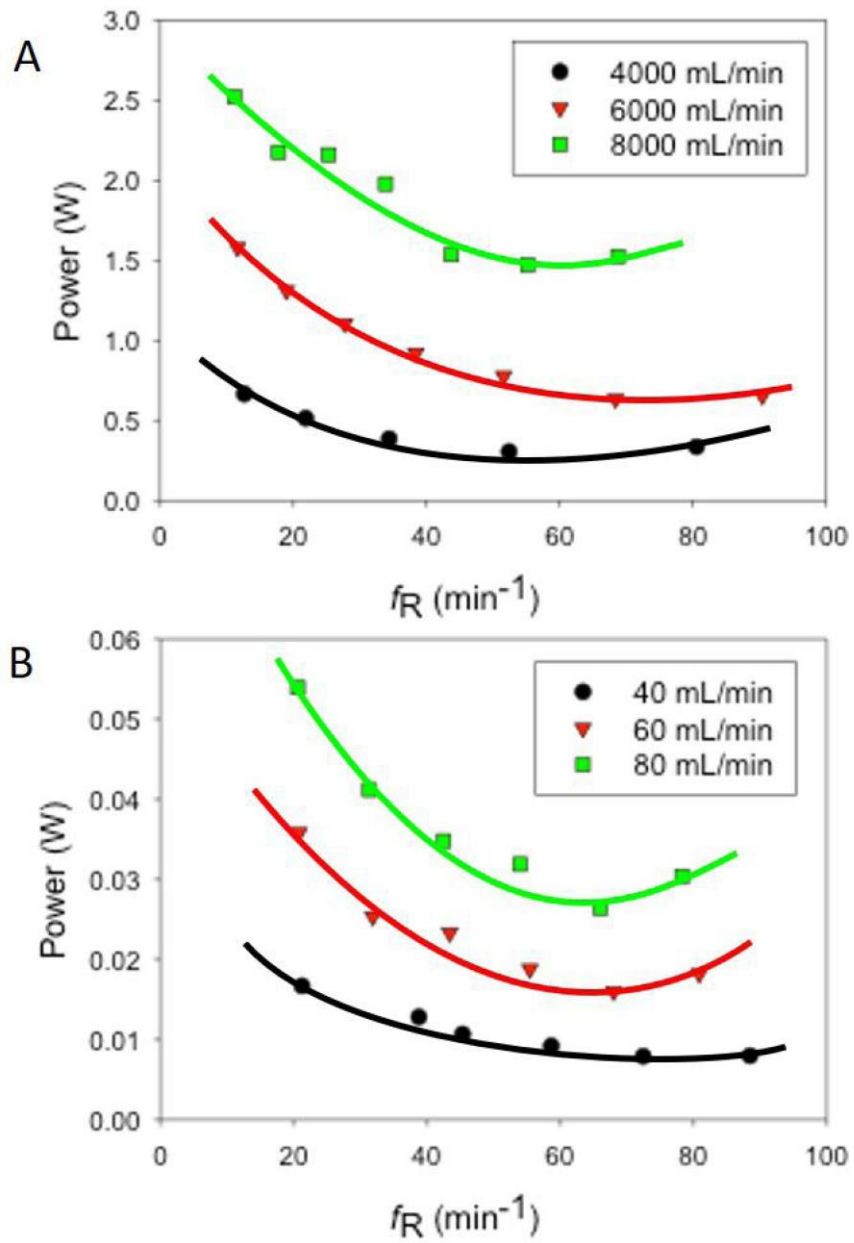 A
3.0
2.5
2.0
1.5
1.0
0.5
0.0
Power (W)
4000 mL/min
6000 mL/min
8000 mL/min
0 20 40 60 80 100
fR (min-1)
B
0.06
0.05
0.04
0.03
0.02
0.01
0.00
Power (W)
40 mL/min
60 mL/min
80 mL/min
0 20 40 60 80 100
fR (min-1)